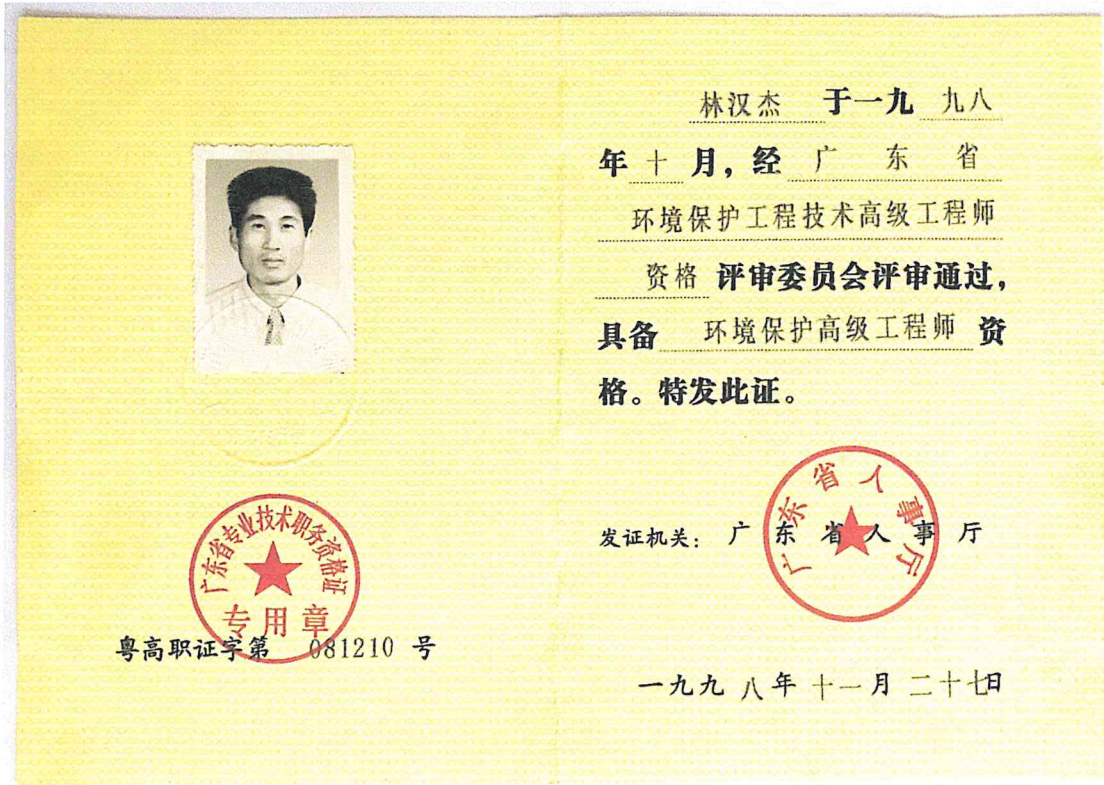 广东省专业技术职务资格证
专用章
粤高职证字第 081210 号
林汉杰 于一九 九八
年 十 月，经 广 东 省
环境保护工程技术高级工程师
资格 评审委员会评审通过，
具备 环境保护高级工程师 资
格。特发此证。
广东省人事厅
发证机关： 广 东 省 人 事 厅
一九九 八 年 十一 月 二十七日